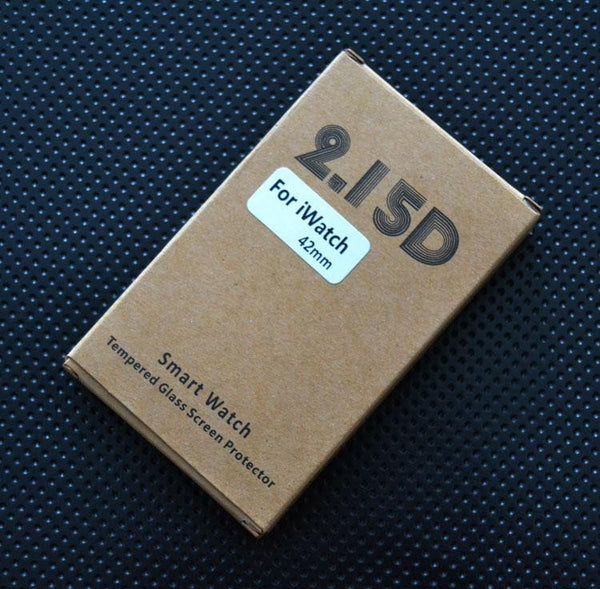 2.15D
For iWatch
42mm
Smart Watch
Tempered Glass Screen Protector